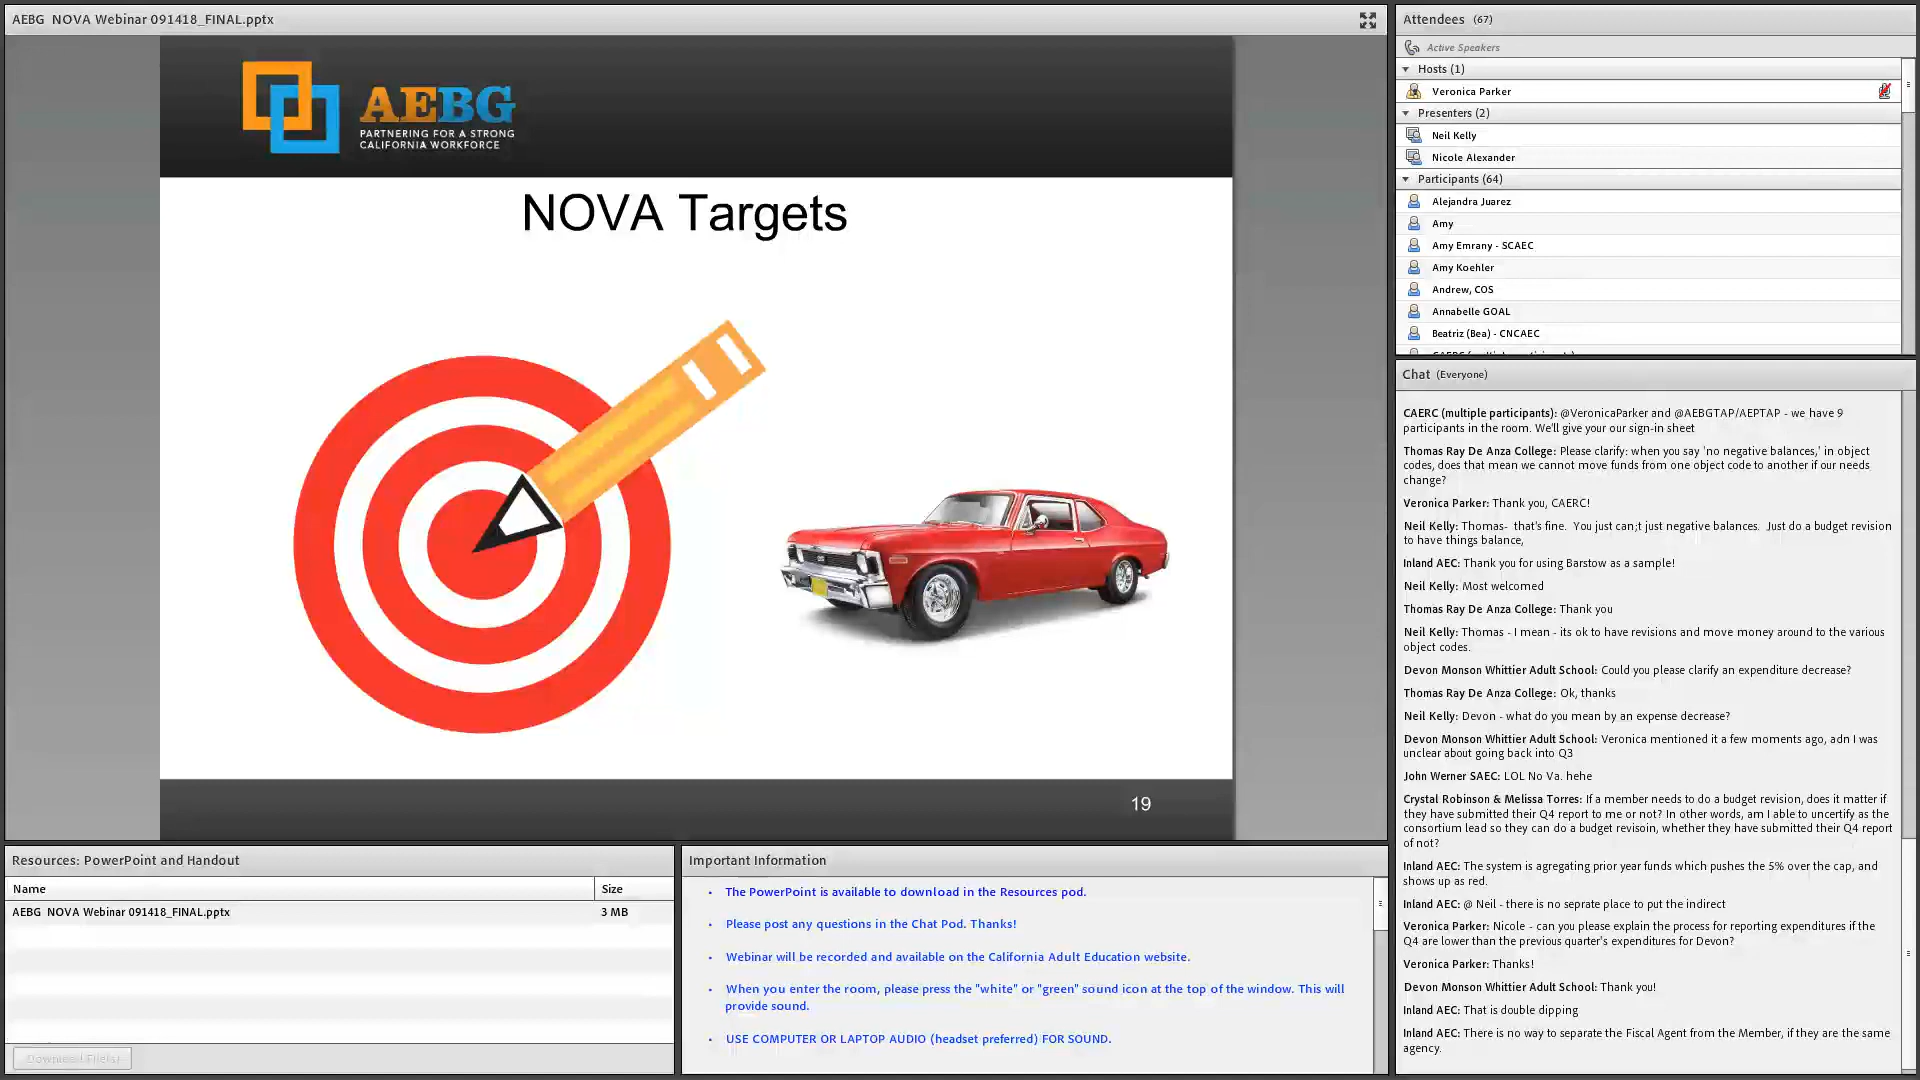 AEBG NOVA Webinar 091418_FINAL.pptx
AEBG
PARTNERING FOR A STRONG
CALIFORNIA WORKFORCE
NOVA Targets
19
Attendees (67)
Active Speakers
Hosts (1)
Veronica Parker
Presenters (2)
Neil Kelly
Nicole Alexander
Participants (64)
Alejandra Juarez
Amy
Amy Emrany - SCAEC
Amy Koehler
Andrew, COS
Annabelle GOAL
Beatriz (Bea) - CNCAEC
Chat (Everyone)
CAERC (multiple participants): @VeronicaParker and @AEBGTAP/AEPTAP - we have 9
participants in the room. We'll give your our sign-in sheet
Thomas Ray De Anza College: Please clarify: when you say 'no negative balances,' in object
codes, does that mean we cannot move funds from one object code to another if our needs
change?
Veronica Parker: Thank you, CAERC!
Neil Kelly: Thomas- that's fine. You just can;t just negative balances. Just do a budget revision
to have things balance,
Inland AEC: Thank you for using Barstow as a sample!
Neil Kelly: Most welcomed
Thomas Ray De Anza College: Thank you
Neil Kelly: Thomas - I mean - its ok to have revisions and move money around to the various
object codes.
Devon Monson Whittier Adult School: Could you please clarify an expenditure decrease?
Thomas Ray De Anza College: Ok, thanks
Neil Kelly: Devon - what do you mean by an expense decrease?
Devon Monson Whittier Adult School: Veronica mentioned it a few moments ago, adn I was
unclear about going back into Q3
John Werner SAEC: LOL No Va. hehe
Crystal Robinson & Melissa Torres: If a member needs to do a budget revision, does it matter if
they have submitted their Q4 report to me or not? In other words, am I able to uncertify as the
consortium lead so they can do a budget revisoin, whether they have submitted their Q4 report
of not?
Inland AEC: The system is agregating prior year funds which pushes the 5% over the cap, and
shows up as red.
Inland AEC: @ Neil - there is no seprate place to put the indirect
Veronica Parker: Nicole - can you please explain the process for reporting expenditures if the
Q4 are lower than the previous quarter's expenditures for Devon?
Veronica Parker: Thanks!
Devon Monson Whittier Adult School: Thank you!
Inland AEC: That is double dipping
Inland AEC: There is no way to separate the Fiscal Agent from the Member, if they are the same
agency.
Resources: PowerPoint and Handout
Name Size
AEBG NOVA Webinar 091418_FINAL.pptx 3 MB
Download File(s)
Important Information
• The PowerPoint is available to download in the Resources pod.
• Please post any questions in the Chat Pod. Thanks!
• Webinar will be recorded and available on the California Adult Education website.
• When you enter the room, please press the "white" or "green" sound icon at the top of the window. This will
provide sound.
• USE COMPUTER OR LAPTOP AUDIO (headset preferred) FOR SOUND.